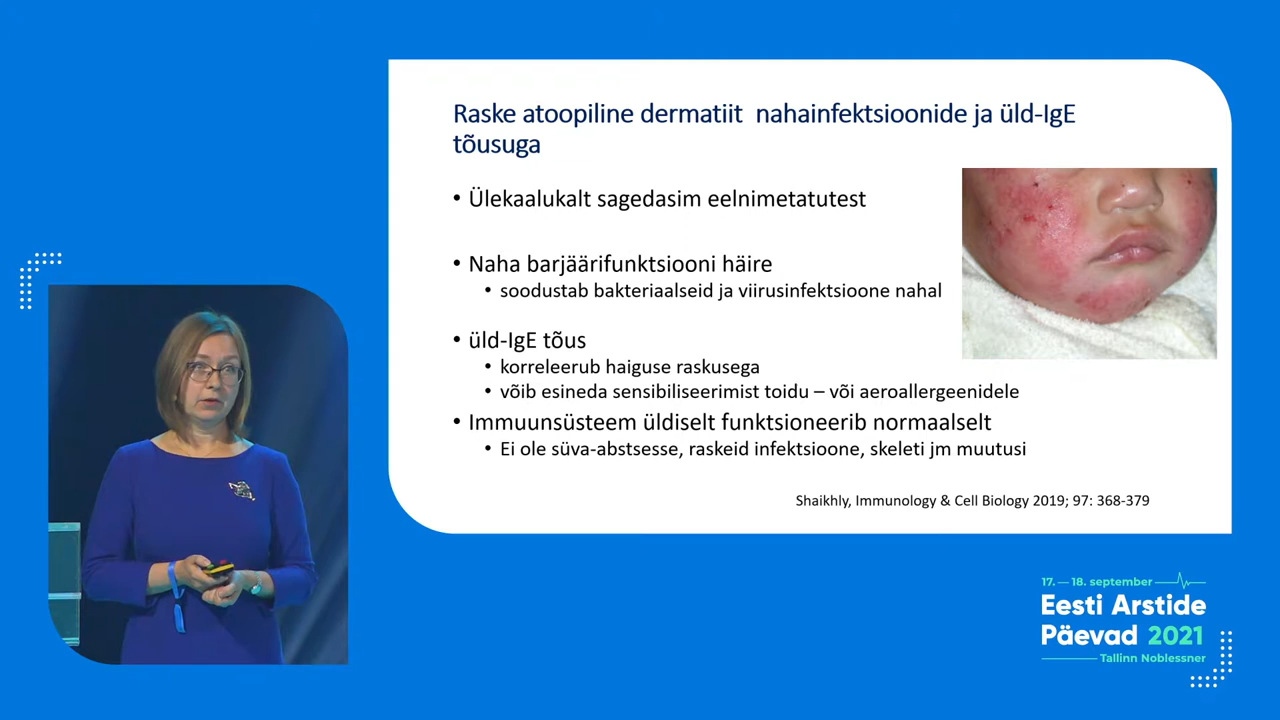 Raske atoopiline dermatiit nahainfektsioonide ja üld-IgE
tõusuga
• Ülekaalukalt sagedasim eelnimetatutest
• Naha barjäärifunktsiooni häire
• soodustab bakteriaalseid ja viirusinfektsioone nahal
• üld-IgE tõus
• korreleerub haiguse raskusega
• võib esineda sensibiliseerimist toidu – või aeroallergeenidele
• Immuunsüsteem üldiselt funktsioneerib normaalselt
• Ei ole süva-abstsesse, raskeid infektsioone, skeleti jm muutusi
Shaikhly, Immunology & Cell Biology 2019; 97: 368-379
17. — 18. september
Eesti Arstide
Päevad 2021
Tallinn Noblessner